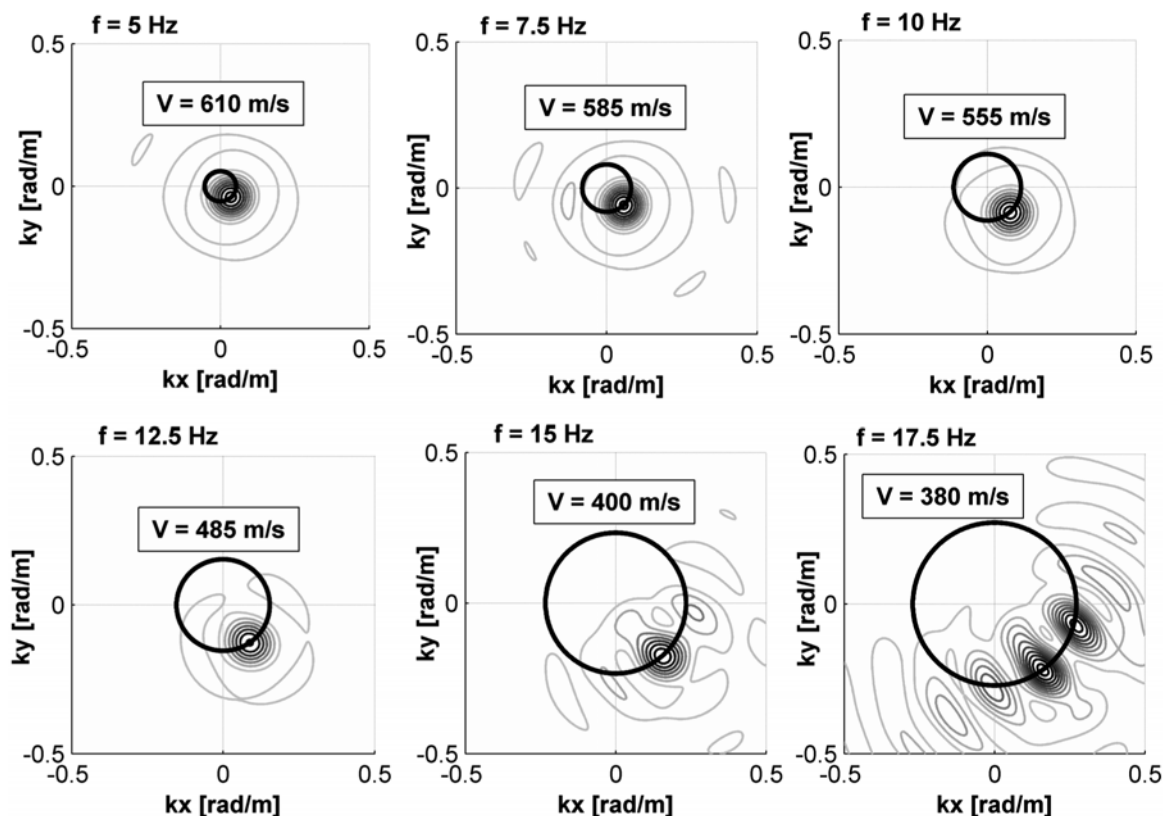 f = 5 Hz
0.5
V = 610 m/s
ky [rad/m]
0
-0.5
-0.5
0
0.5
kx [rad/m]
f = 7.5 Hz
0.5
V = 585 m/s
ky [rad/m]
0
-0.5
-0.5
0
0.5
kx [rad/m]
f = 10 Hz
0.5
V = 555 m/s
ky [rad/m]
0
-0.5
-0.5
0
0.5
kx [rad/m]
f = 12.5 Hz
0.5
V = 485 m/s
ky [rad/m]
0
-0.5
-0.5
0
0.5
kx [rad/m]
f = 15 Hz
0.5
V = 400 m/s
ky [rad/m]
0
-0.5
-0.5
0
0.5
kx [rad/m]
f = 17.5 Hz
0.5
V = 380 m/s
ky [rad/m]
0
-0.5
-0.5
0
0.5
kx [rad/m]